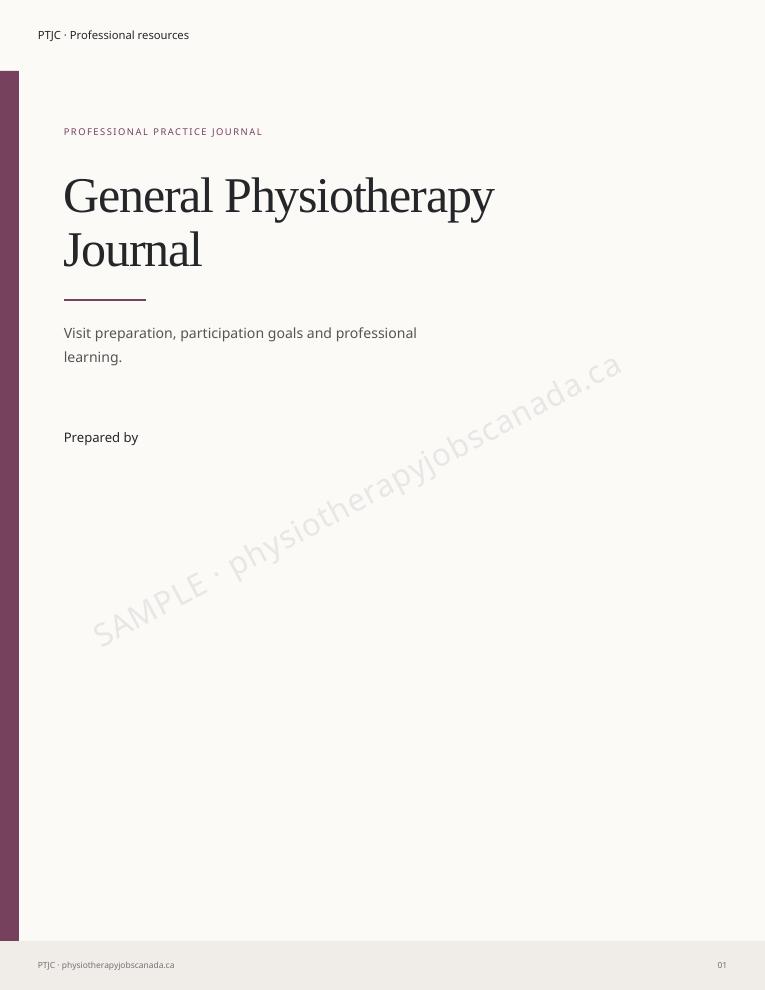 PTJC · Professional resources
PROFESSIONAL PRACTICE JOURNAL
General Physiotherapy
Journal
Visit preparation, participation goals and professional
learning.
Prepared by
SAMPLE · physiotherapyjobscanada.ca
PTJC · physiotherapyjobscanada.ca
01